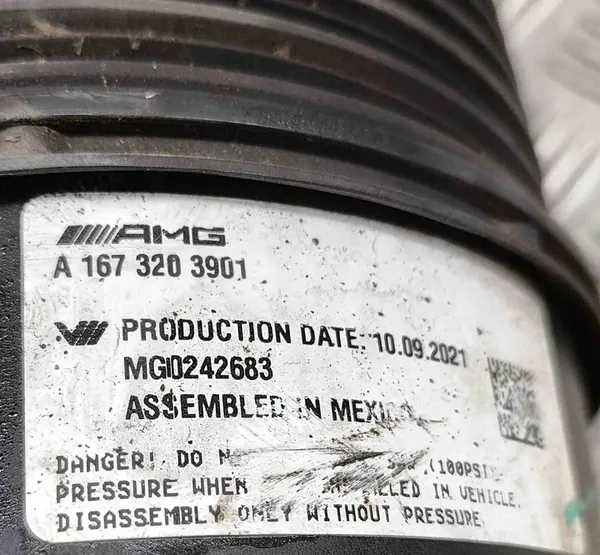 AMG
A 167 320 3901
PRODUCTION DATE: 10.09.2021
MGI0242683
ASSEMBLED IN
DANGER! DO (100PSI)
PRESSURE WHEN IN VEHICLE.
DISASSEMBLY ONLY WITHOUT PRESSURE